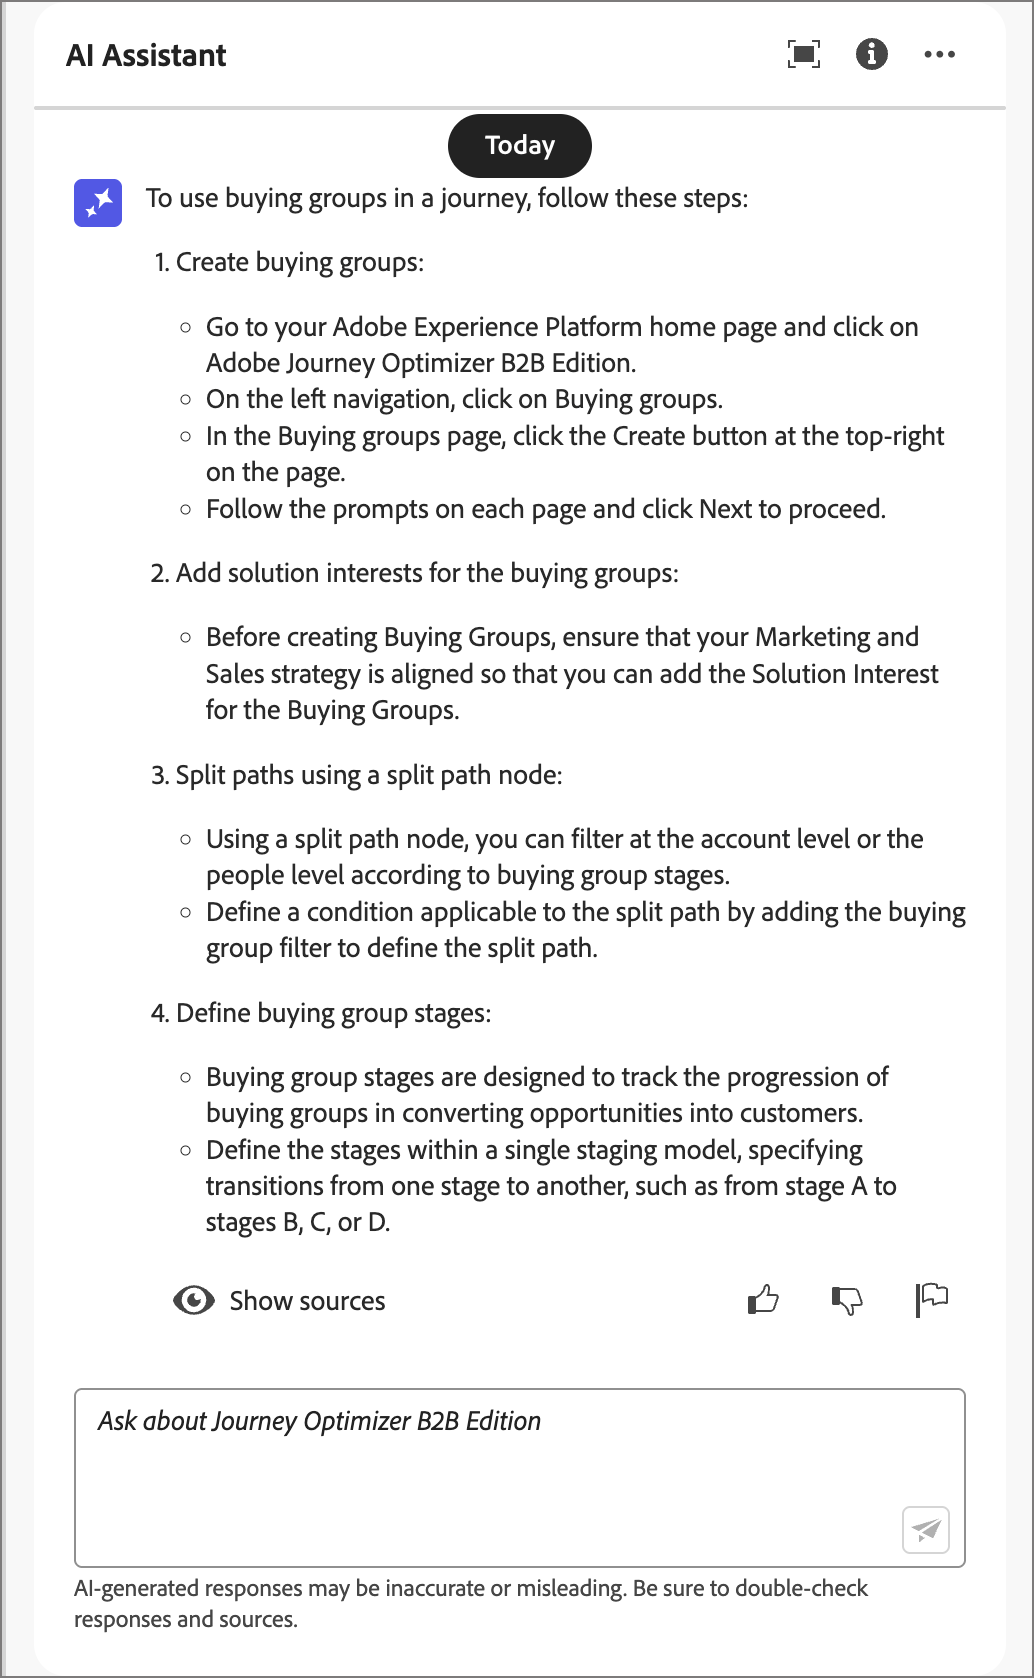 AI Assistant
Today
To use buying groups in a journey, follow these steps:
1. Create buying groups:
Go to your Adobe Experience Platform home page and click on
Adobe Journey Optimizer B2B Edition.
On the left navigation, click on Buying groups.
In the Buying groups page, click the Create button at the top-right
on the page.
Follow the prompts on each page and click Next to proceed.
2. Add solution interests for the buying groups:
Before creating Buying Groups, ensure that your Marketing and
Sales strategy is aligned so that you can add the Solution Interest
for the Buying Groups.
3. Split paths using a split path node:
Using a split path node, you can filter at the account level or the
people level according to buying group stages.
Define a condition applicable to the split path by adding the buying
group filter to define the split path.
4. Define buying group stages:
Buying group stages are designed to track the progression of
buying groups in converting opportunities into customers.
Define the stages within a single staging model, specifying
transitions from one stage to another, such as from stage A to
stages B, C, or D.
Show sources
Ask about Journey Optimizer B2B Edition
AI-generated responses may be inaccurate or misleading. Be sure to double-check
responses and sources.